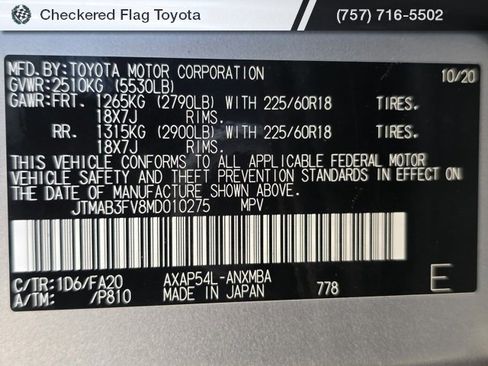 Checkered Flag Toyota
(757) 716-5502
MFD.BY:TOYOTA MOTOR CORPORATION 10/20
GVWR:2510KG (5530LB)
GAWR:FRT. 1265KG (2790LB) WITH 225/60R18 TIRES.
18X7J RIMS.
RR. 1315KG (2900LB) WITH 225/60R18 TIRES.
18X7J RIMS.
THIS VEHICLE CONFORMS TO ALL APPLICABLE FEDERAL MOTOR
VEHICLE SAFETY AND THEFT PREVENTION STANDARDS IN EFFECT
ON THE DATE OF MANUFACTURE SHOWN ABOVE.
JTMAB3FV8MD010275 MPV
C/TR:1D6/FA20 AXAP54L-ANXMBA
A/TM: /P810 MADE IN JAPAN 778 E